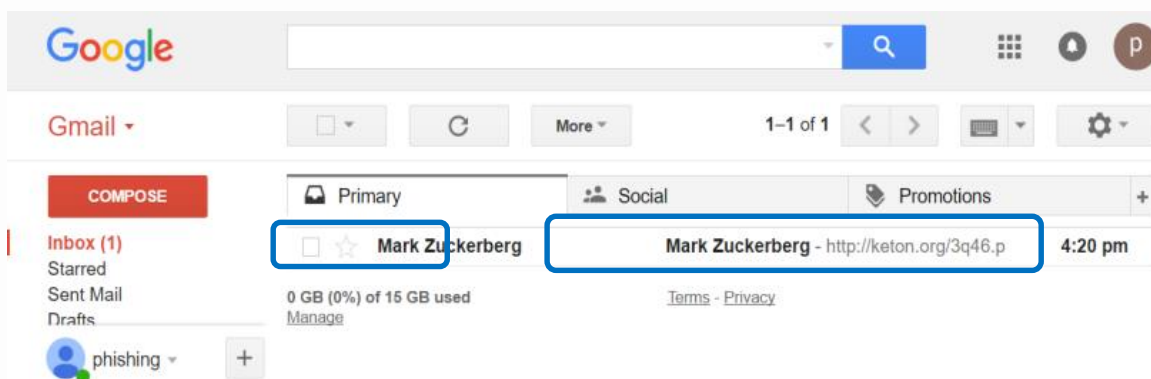 Google
p
Gmail
More
1–1 of 1
COMPOSE
Primary
Social
Promotions
+
Inbox (1)
Mark Zuckerberg Mark Zuckerberg - http://keton.org/3q46.p 4:20 pm
Starred
Sent Mail
0 GB (0%) of 15 GB used
Terms - Privacy
Drafts
Manage
phishing
+